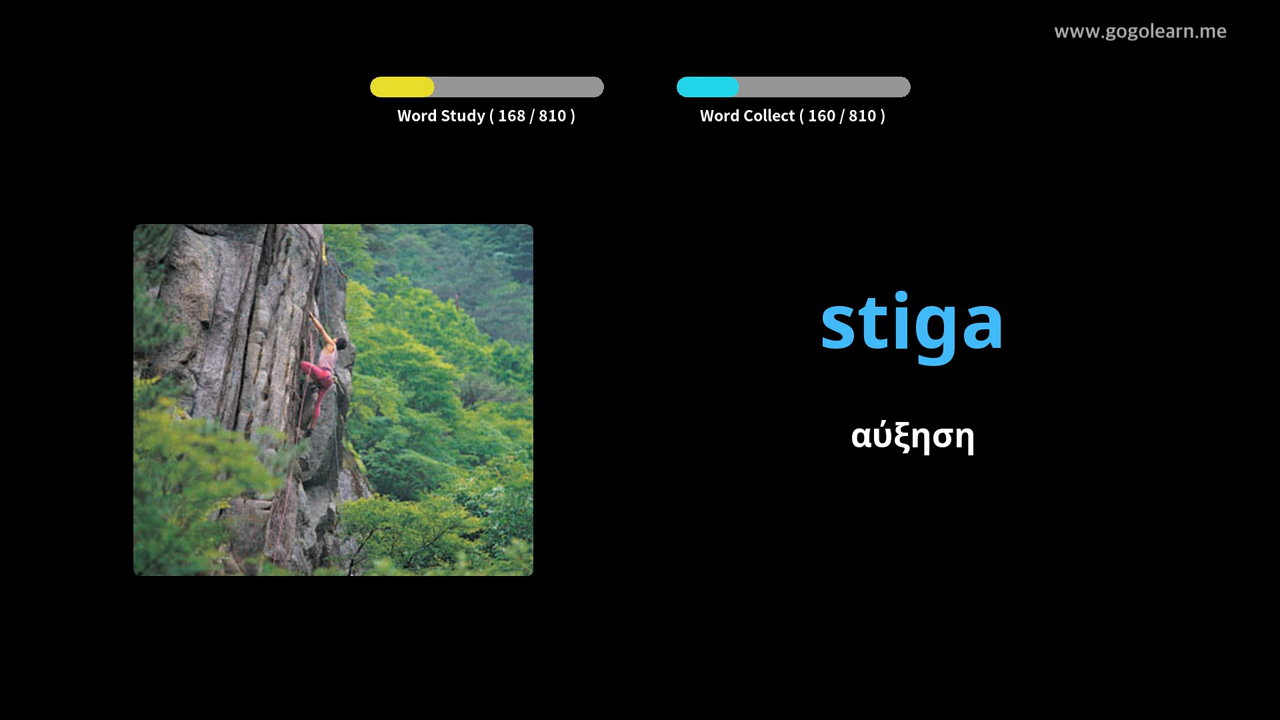 www.gogolearn.me
Word Study ( 168 / 810 )
Word Collect ( 160 / 810 )
stiga
αύξηση